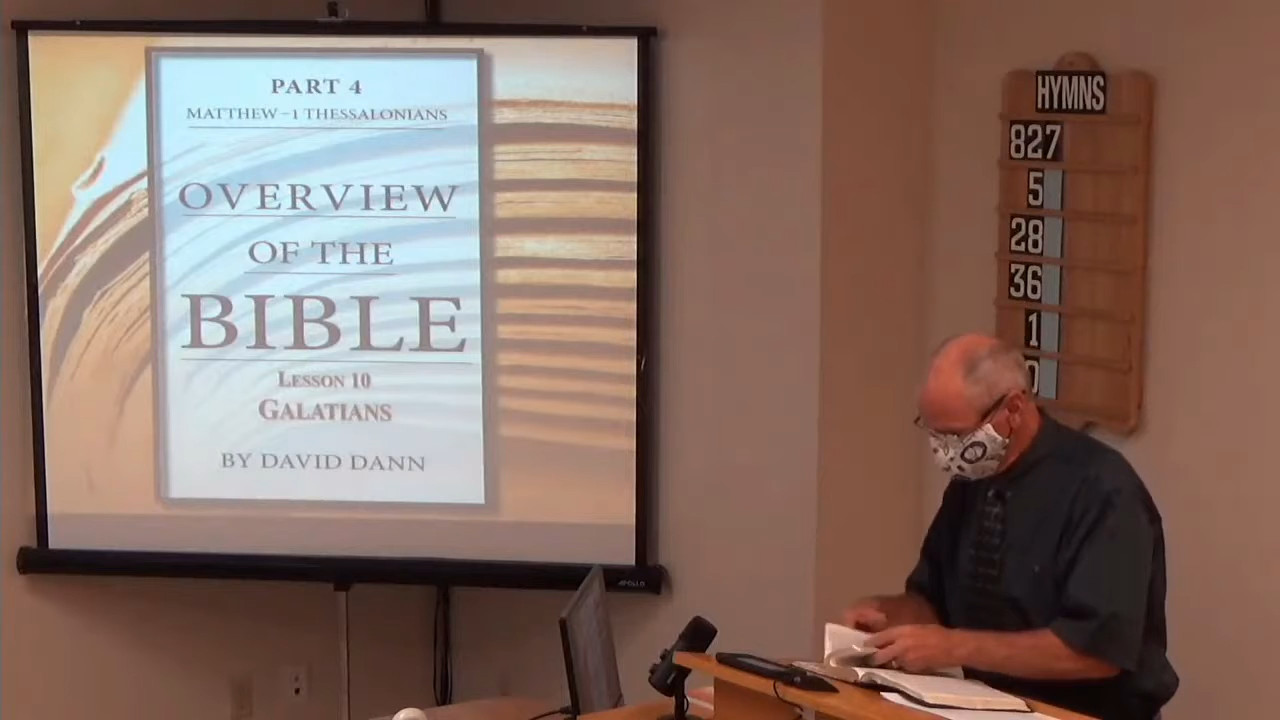 PART 4
MATTHEW–1 THESSALONIANS
OVERVIEW
OF THE
BIBLE
LESSON 10
GALATIANS
BY DAVID DANN
APOLLO
HYMNS
827
5
28
36
1